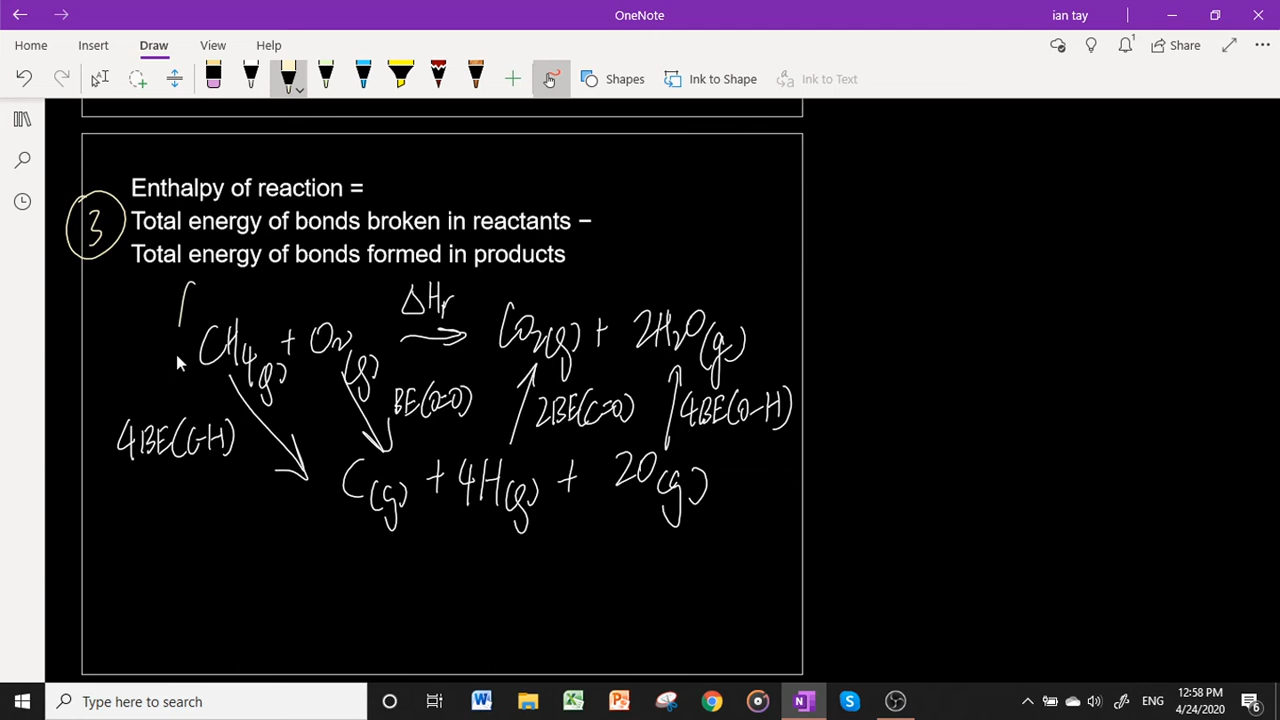 OneNote
ian tay
Home Insert Draw View Help
Share
Shapes Ink to Shape Ink to Text
Enthalpy of reaction =
3
Total energy of bonds broken in reactants −
Total energy of bonds formed in products
ΔHr
CH4(g) + O2(g) → CO2(g) + 2H2O(g)
4BE(C-H) BE(O=O) 2BE(C=O) 4BE(O-H)
C(g) + 4H(g) + 2O(g)
Type here to search
ENG
12:58 PM
4/24/2020
6